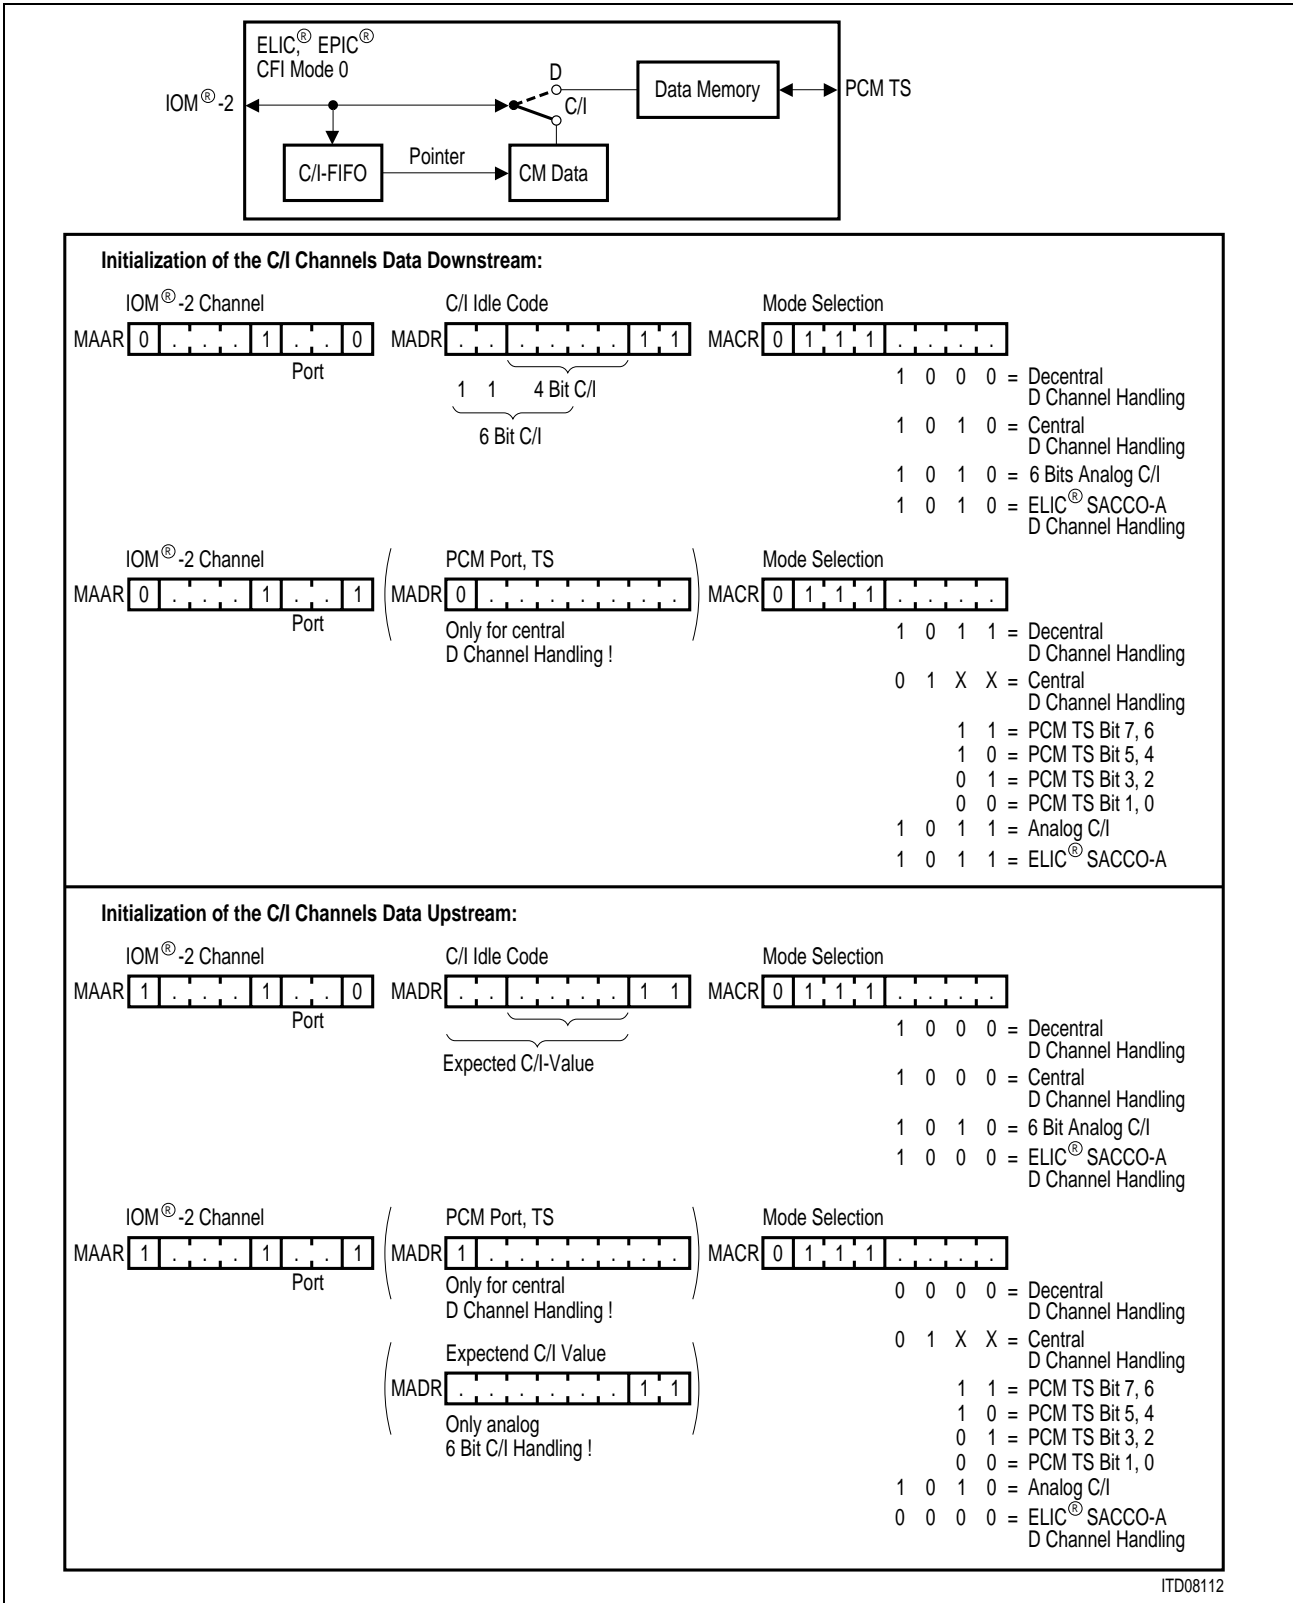 ELIC,® EPIC®
CFI Mode 0
IOM®-2
D
C/I
Data Memory
PCM TS
C/I-FIFO
Pointer
CM Data
Initialization of the C/I Channels Data Downstream:
IOM®-2 Channel C/I Idle Code Mode Selection
MAAR 0 . . . 1 . . 0 MADR . . . . . . 1 1 MACR 0 1 1 1 . . . .
Port
1 1 4 Bit C/I
6 Bit C/I
1 0 0 0 = Decentral
D Channel Handling
1 0 1 0 = Central
D Channel Handling
1 0 1 0 = 6 Bits Analog C/I
1 0 1 0 = ELIC® SACCO-A
D Channel Handling
IOM®-2 Channel PCM Port, TS Mode Selection
MAAR 0 . . . 1 . . 1 MADR 0 . . . . . . . . MACR 0 1 1 1 . . . .
Port
Only for central
D Channel Handling !
1 0 1 1 = Decentral
D Channel Handling
0 1 X X = Central
D Channel Handling
1 1 = PCM TS Bit 7, 6
1 0 = PCM TS Bit 5, 4
0 1 = PCM TS Bit 3, 2
0 0 = PCM TS Bit 1, 0
1 0 1 1 = Analog C/I
1 0 1 1 = ELIC® SACCO-A
Initialization of the C/I Channels Data Upstream:
IOM®-2 Channel C/I Idle Code Mode Selection
MAAR 1 . . . 1 . . 0 MADR . . . . . . 1 1 MACR 0 1 1 1 . . . .
Port
Expected C/I-Value
1 0 0 0 = Decentral
D Channel Handling
1 0 0 0 = Central
D Channel Handling
1 0 1 0 = 6 Bit Analog C/I
1 0 0 0 = ELIC® SACCO-A
D Channel Handling
IOM®-2 Channel PCM Port, TS Mode Selection
MAAR 1 . . . 1 . . 1 MADR 1 . . . . . . . . MACR 0 1 1 1 . . . .
Port
Only for central
D Channel Handling !
Expectend C/I Value
MADR . . . . . . . 1 1
Only analog
6 Bit C/I Handling !
0 0 0 0 = Decentral
D Channel Handling
0 1 X X = Central
D Channel Handling
1 1 = PCM TS Bit 7, 6
1 0 = PCM TS Bit 5, 4
0 1 = PCM TS Bit 3, 2
0 0 = PCM TS Bit 1, 0
1 0 1 0 = Analog C/I
0 0 0 0 = ELIC® SACCO-A
D Channel Handling
ITD08112